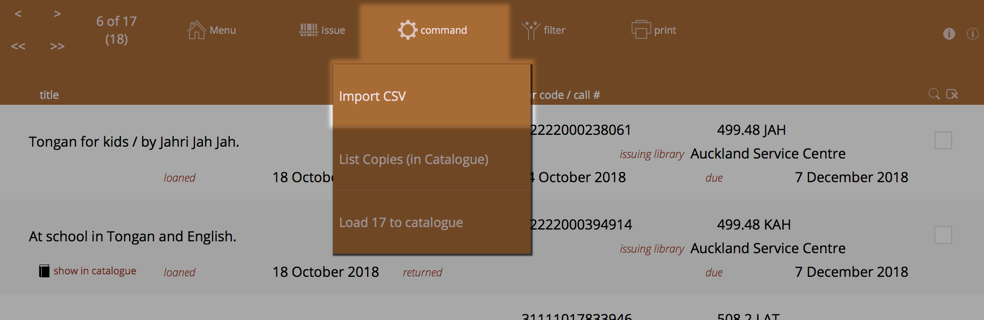 < >
6 of 17
(18)
<< >>
Menu
Issue
command
filter
print
title
code / call #
Import CSV
List Copies (in Catalogue)
Load 17 to catalogue
Tongan for kids / by Jahri Jah Jah.
2222000238061 499.48 JAH
issuing library Auckland Service Centre
loaned 18 October 2018 due 7 December 2018
At school in Tongan and English.
2222000394914 499.48 KAH
issuing library Auckland Service Centre
show in catalogue loaned 18 October 2018 returned due 7 December 2018
31111017833946 508.2 LAT